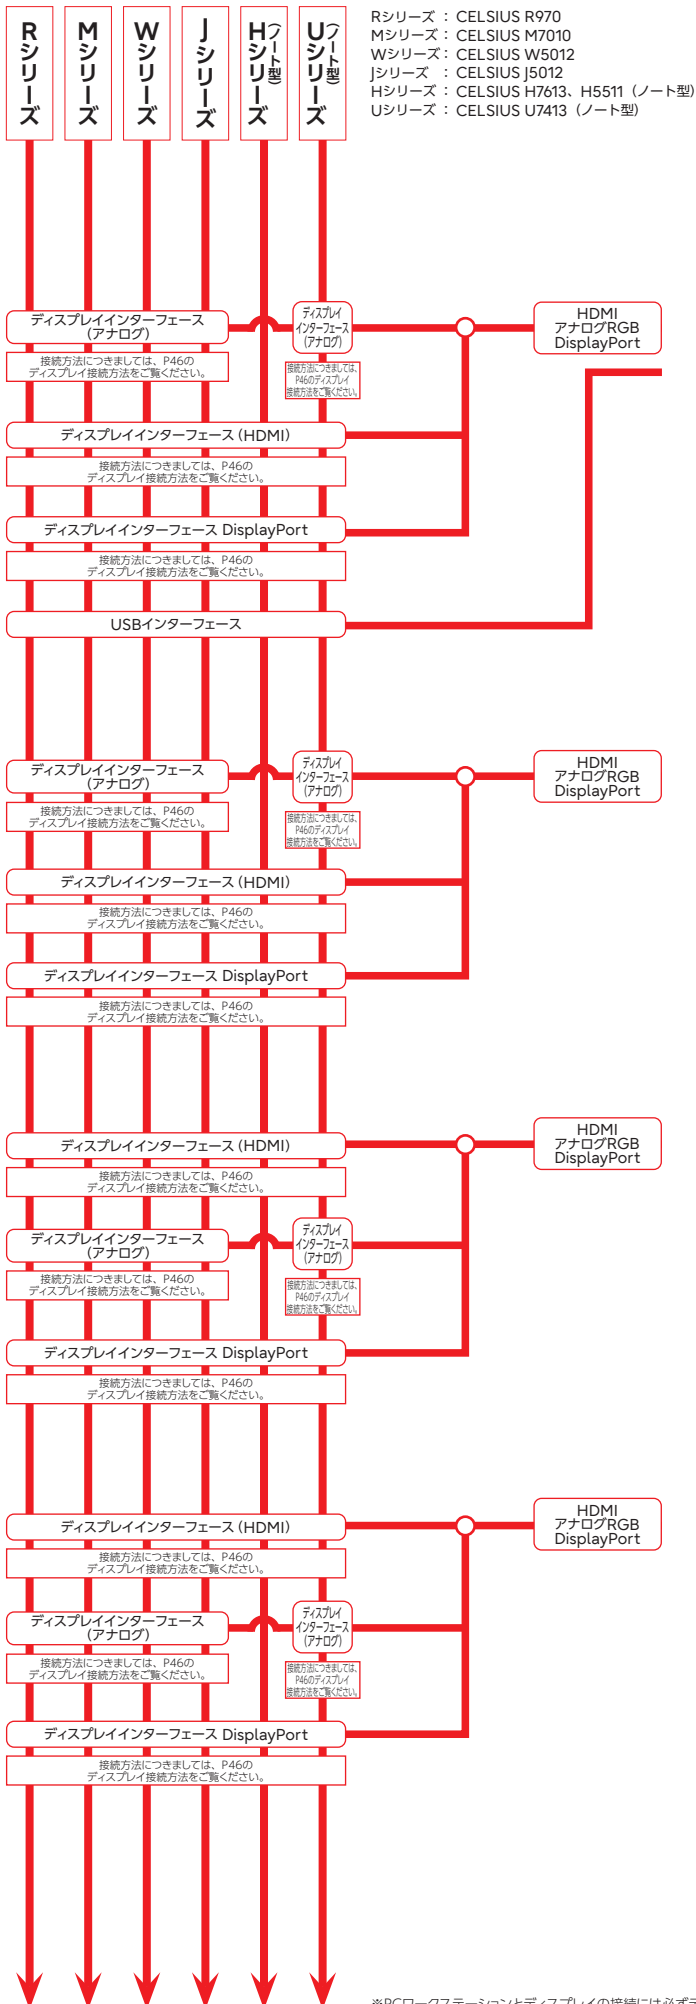 Rシリーズ
Mシリーズ
Wシリーズ
Jシリーズ
Hシリーズ
(ノート型)
Uシリーズ
(ノート型)
Rシリーズ ：CELSIUS R970
Mシリーズ：CELSIUS M7010
Wシリーズ：CELSIUS W5012
Jシリーズ ：CELSIUS J5012
Hシリーズ：CELSIUS H7613、H5511（ノート型）
Uシリーズ：CELSIUS U7413（ノート型）
ディスプレイインターフェース
(アナログ)
接続方法につきましては、P46の
ディスプレイ接続方法をご覧ください。
ディスプレイ
インターフェース
(アナログ)
接続方法につきましては、
P46のディスプレイ
接続方法をご覧ください。
HDMI
アナログRGB
DisplayPort
ディスプレイインターフェース(HDMI)
接続方法につきましては、P46の
ディスプレイ接続方法をご覧ください。
ディスプレイインターフェース DisplayPort
接続方法につきましては、P46の
ディスプレイ接続方法をご覧ください。
USBインターフェース
ディスプレイインターフェース
(アナログ)
接続方法につきましては、P46の
ディスプレイ接続方法をご覧ください。
ディスプレイ
インターフェース
(アナログ)
接続方法につきましては、
P46のディスプレイ
接続方法をご覧ください。
HDMI
アナログRGB
DisplayPort
ディスプレイインターフェース(HDMI)
接続方法につきましては、P46の
ディスプレイ接続方法をご覧ください。
ディスプレイインターフェース DisplayPort
接続方法につきましては、P46の
ディスプレイ接続方法をご覧ください。
ディスプレイインターフェース(HDMI)
接続方法につきましては、P46の
ディスプレイ接続方法をご覧ください。
HDMI
アナログRGB
DisplayPort
ディスプレイインターフェース
(アナログ)
接続方法につきましては、P46の
ディスプレイ接続方法をご覧ください。
ディスプレイ
インターフェース
(アナログ)
接続方法につきましては、
P46のディスプレイ
接続方法をご覧ください。
ディスプレイインターフェース DisplayPort
接続方法につきましては、P46の
ディスプレイ接続方法をご覧ください。
ディスプレイインターフェース(HDMI)
接続方法につきましては、P46の
ディスプレイ接続方法をご覧ください。
HDMI
アナログRGB
DisplayPort
ディスプレイインターフェース
(アナログ)
接続方法につきましては、P46の
ディスプレイ接続方法をご覧ください。
ディスプレイ
インターフェース
(アナログ)
接続方法につきましては、
P46のディスプレイ
接続方法をご覧ください。
ディスプレイインターフェース DisplayPort
接続方法につきましては、P46の
ディスプレイ接続方法をご覧ください。
※PCワークステーションとディスプレイの接続には必ず